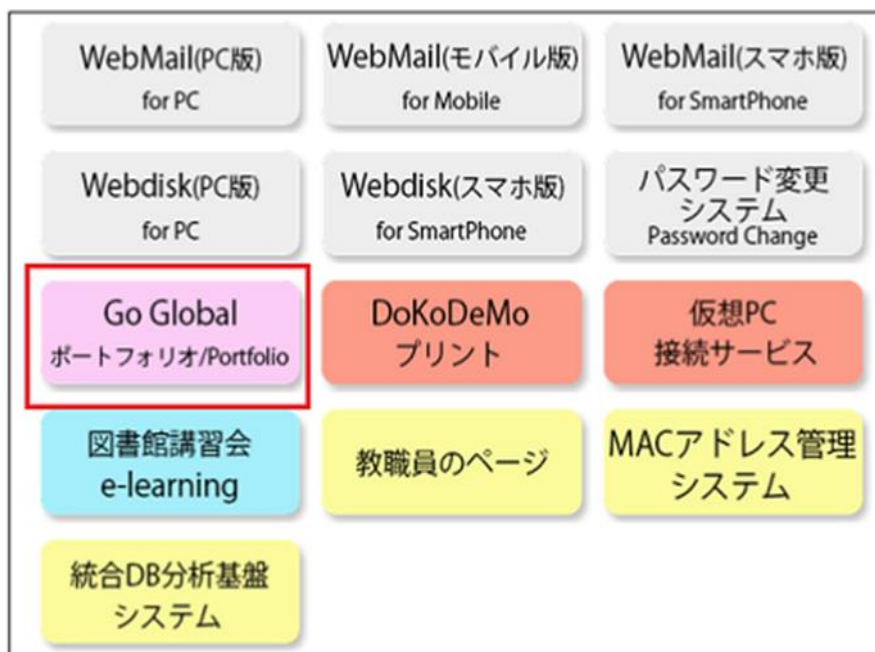 WebMail(PC版)
for PC
WebMail(モバイル版)
for Mobile
WebMail(スマホ版)
for SmartPhone
Webdisk(PC版)
for PC
Webdisk(スマホ版)
for SmartPhone
パスワード変更
システム
Password Change
Go Global
ポートフォリオ/Portfolio
DoKoDeMo
プリント
仮想PC
接続サービス
図書館講習会
e-learning
教職員のページ
MACアドレス管理
システム
統合DB分析基盤
システム